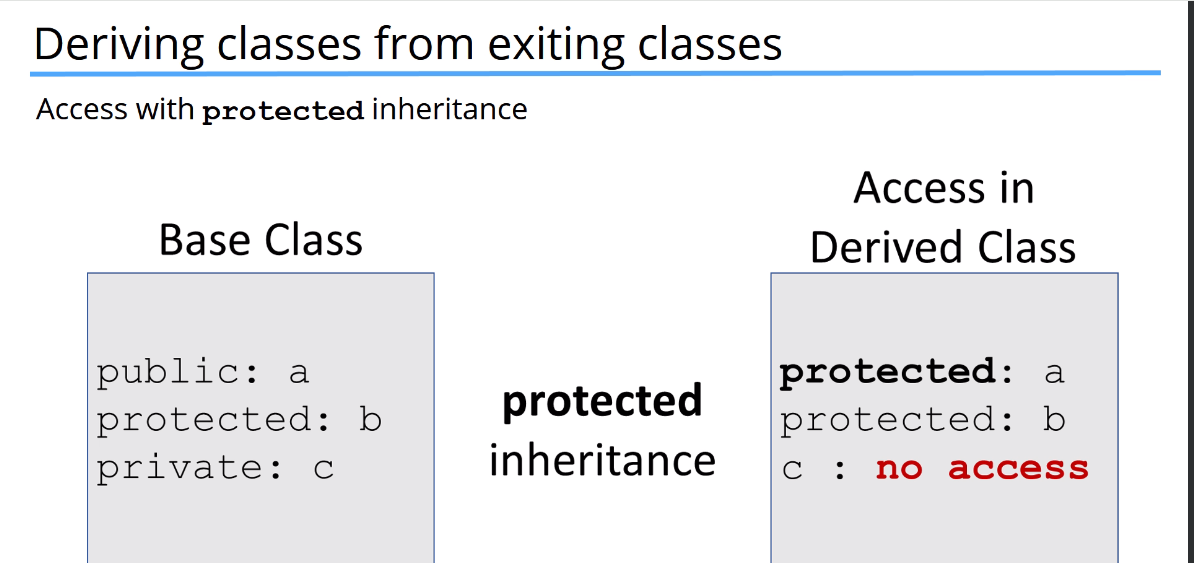 Deriving classes from exiting classes
Access with protected inheritance
Base Class
public: a
protected: b
private: c
protected
inheritance
Access in
Derived Class
protected: a
protected: b
c : no access